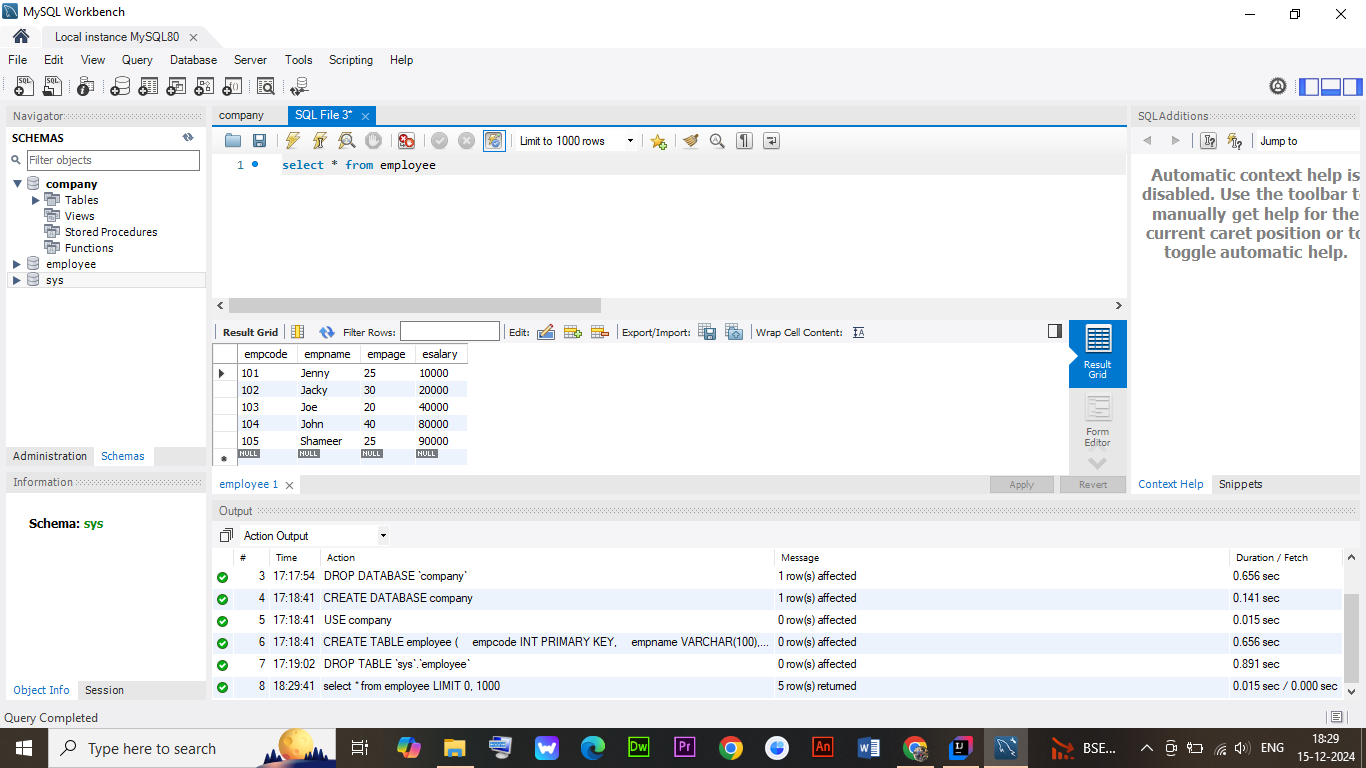 MySQL Workbench
Local instance MySQL80
File Edit View Query Database Server Tools Scripting Help
Navigator
SCHEMAS
Filter objects
company
Tables
Views
Stored Procedures
Functions
employee
sys
Administration Schemas
Information
Schema: sys
Object Info Session
company SQL File 3*
Limit to 1000 rows
1 select * from employee
Result Grid Filter Rows: Edit: Export/Import: Wrap Cell Content:
empcode empname empage esalary
101 Jenny 25 10000
102 Jacky 30 20000
103 Joe 20 40000
104 John 40 80000
105 Shameer 25 90000
NULL NULL NULL NULL
Result
Grid
Form
Editor
employee 1 Apply Revert
SQLAdditions
Jump to
Automatic context help is
disabled. Use the toolbar t
manually get help for the
current caret position or to
toggle automatic help.
Context Help Snippets
Output
Action Output
# Time Action Message Duration / Fetch
3 17:17:54 DROP DATABASE `company` 1 row(s) affected 0.656 sec
4 17:18:41 CREATE DATABASE company 1 row(s) affected 0.141 sec
5 17:18:41 USE company 0 row(s) affected 0.015 sec
6 17:18:41 CREATE TABLE employee ( empcode INT PRIMARY KEY, empname VARCHAR(100),... 0 row(s) affected 0.656 sec
7 17:19:02 DROP TABLE `sys`.`employee` 0 row(s) affected 0.891 sec
8 18:29:41 select * from employee LIMIT 0, 1000 5 row(s) returned 0.015 sec / 0.000 sec
Query Completed
Type here to search
Dw
Pr
An
BSE...
ENG
18:29
15-12-2024